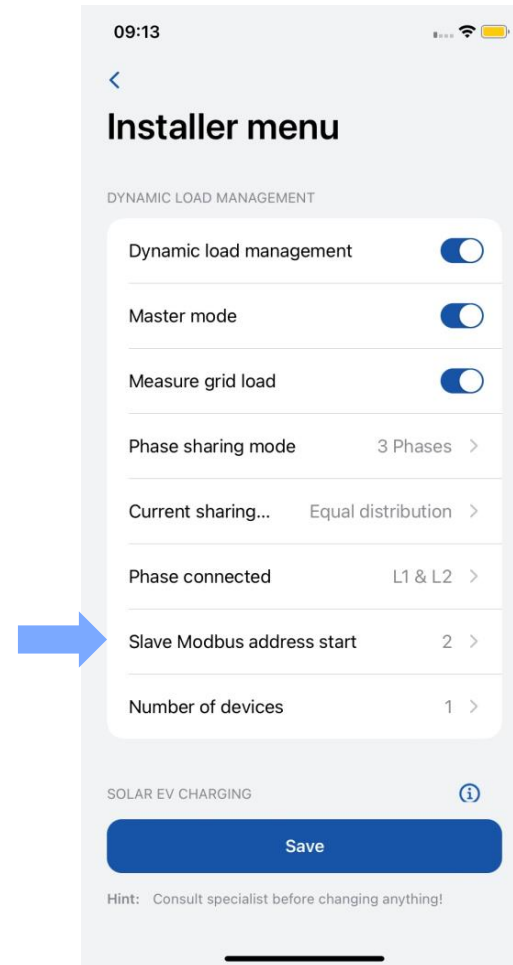 09:13
Installer menu
DYNAMIC LOAD MANAGEMENT
Dynamic load management
Master mode
Measure grid load
Phase sharing mode 3 Phases
Current sharing... Equal distribution
Phase connected L1 & L2
Slave Modbus address start 2
Number of devices 1
SOLAR EV CHARGING
Save
Hint: Consult specialist before changing anything!